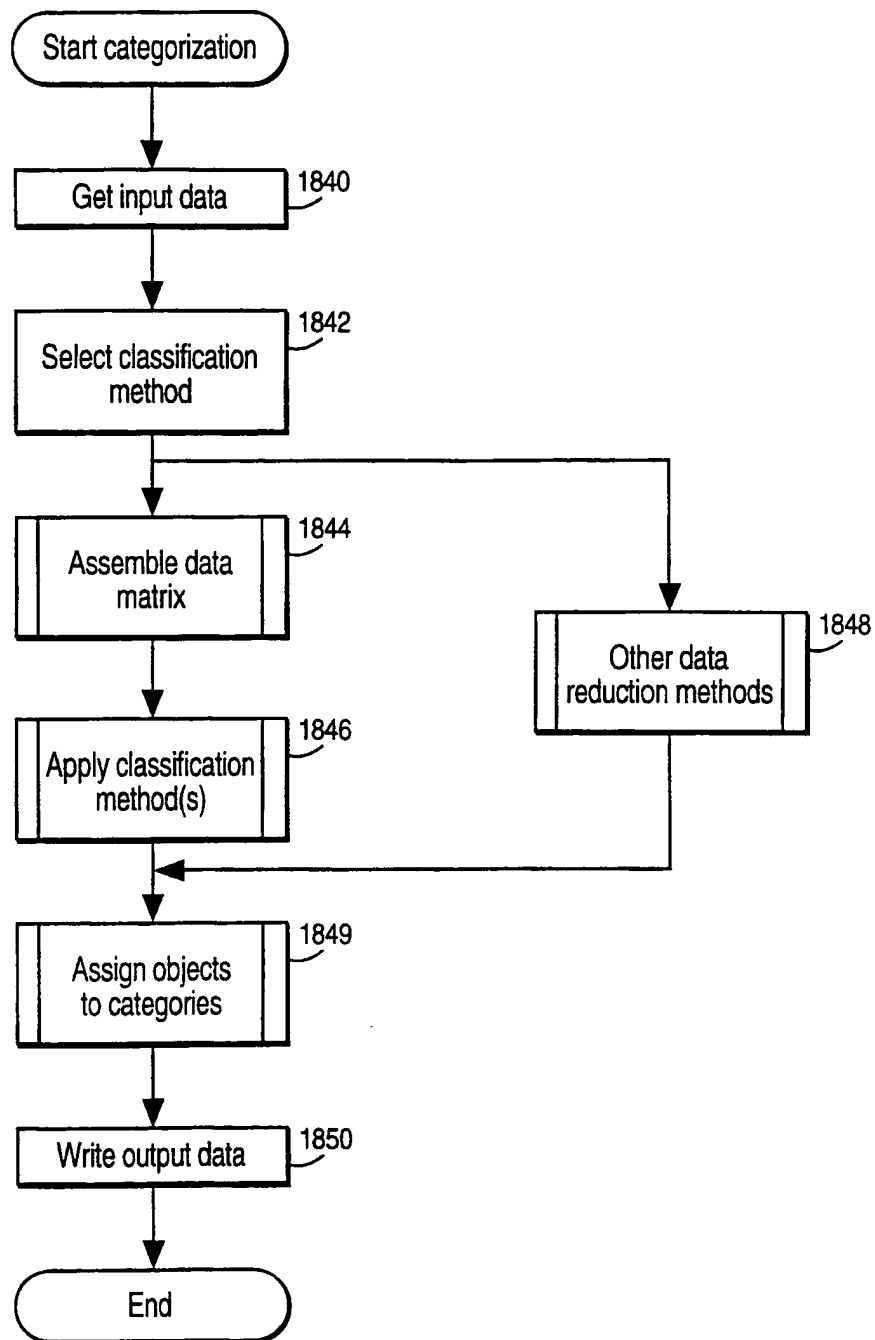 Start categorization
Get input data
1840
Select classification
method
1842
Assemble data
matrix
1844
Other data
reduction methods
1848
Apply classification
method(s)
1846
Assign objects
to categories
1849
Write output data
1850
End